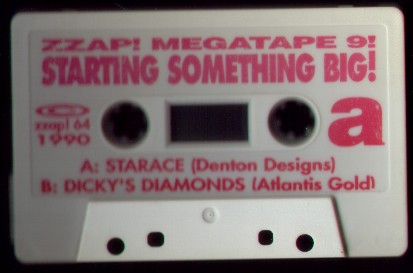 ZZAP! MEGATAPE 9!
STARTING SOMETHING BIG!
©
zzap! 64
1990
a
A: STARACE (Denton Designs)
B: DICKY'S DIAMONDS (Atlantis Gold)